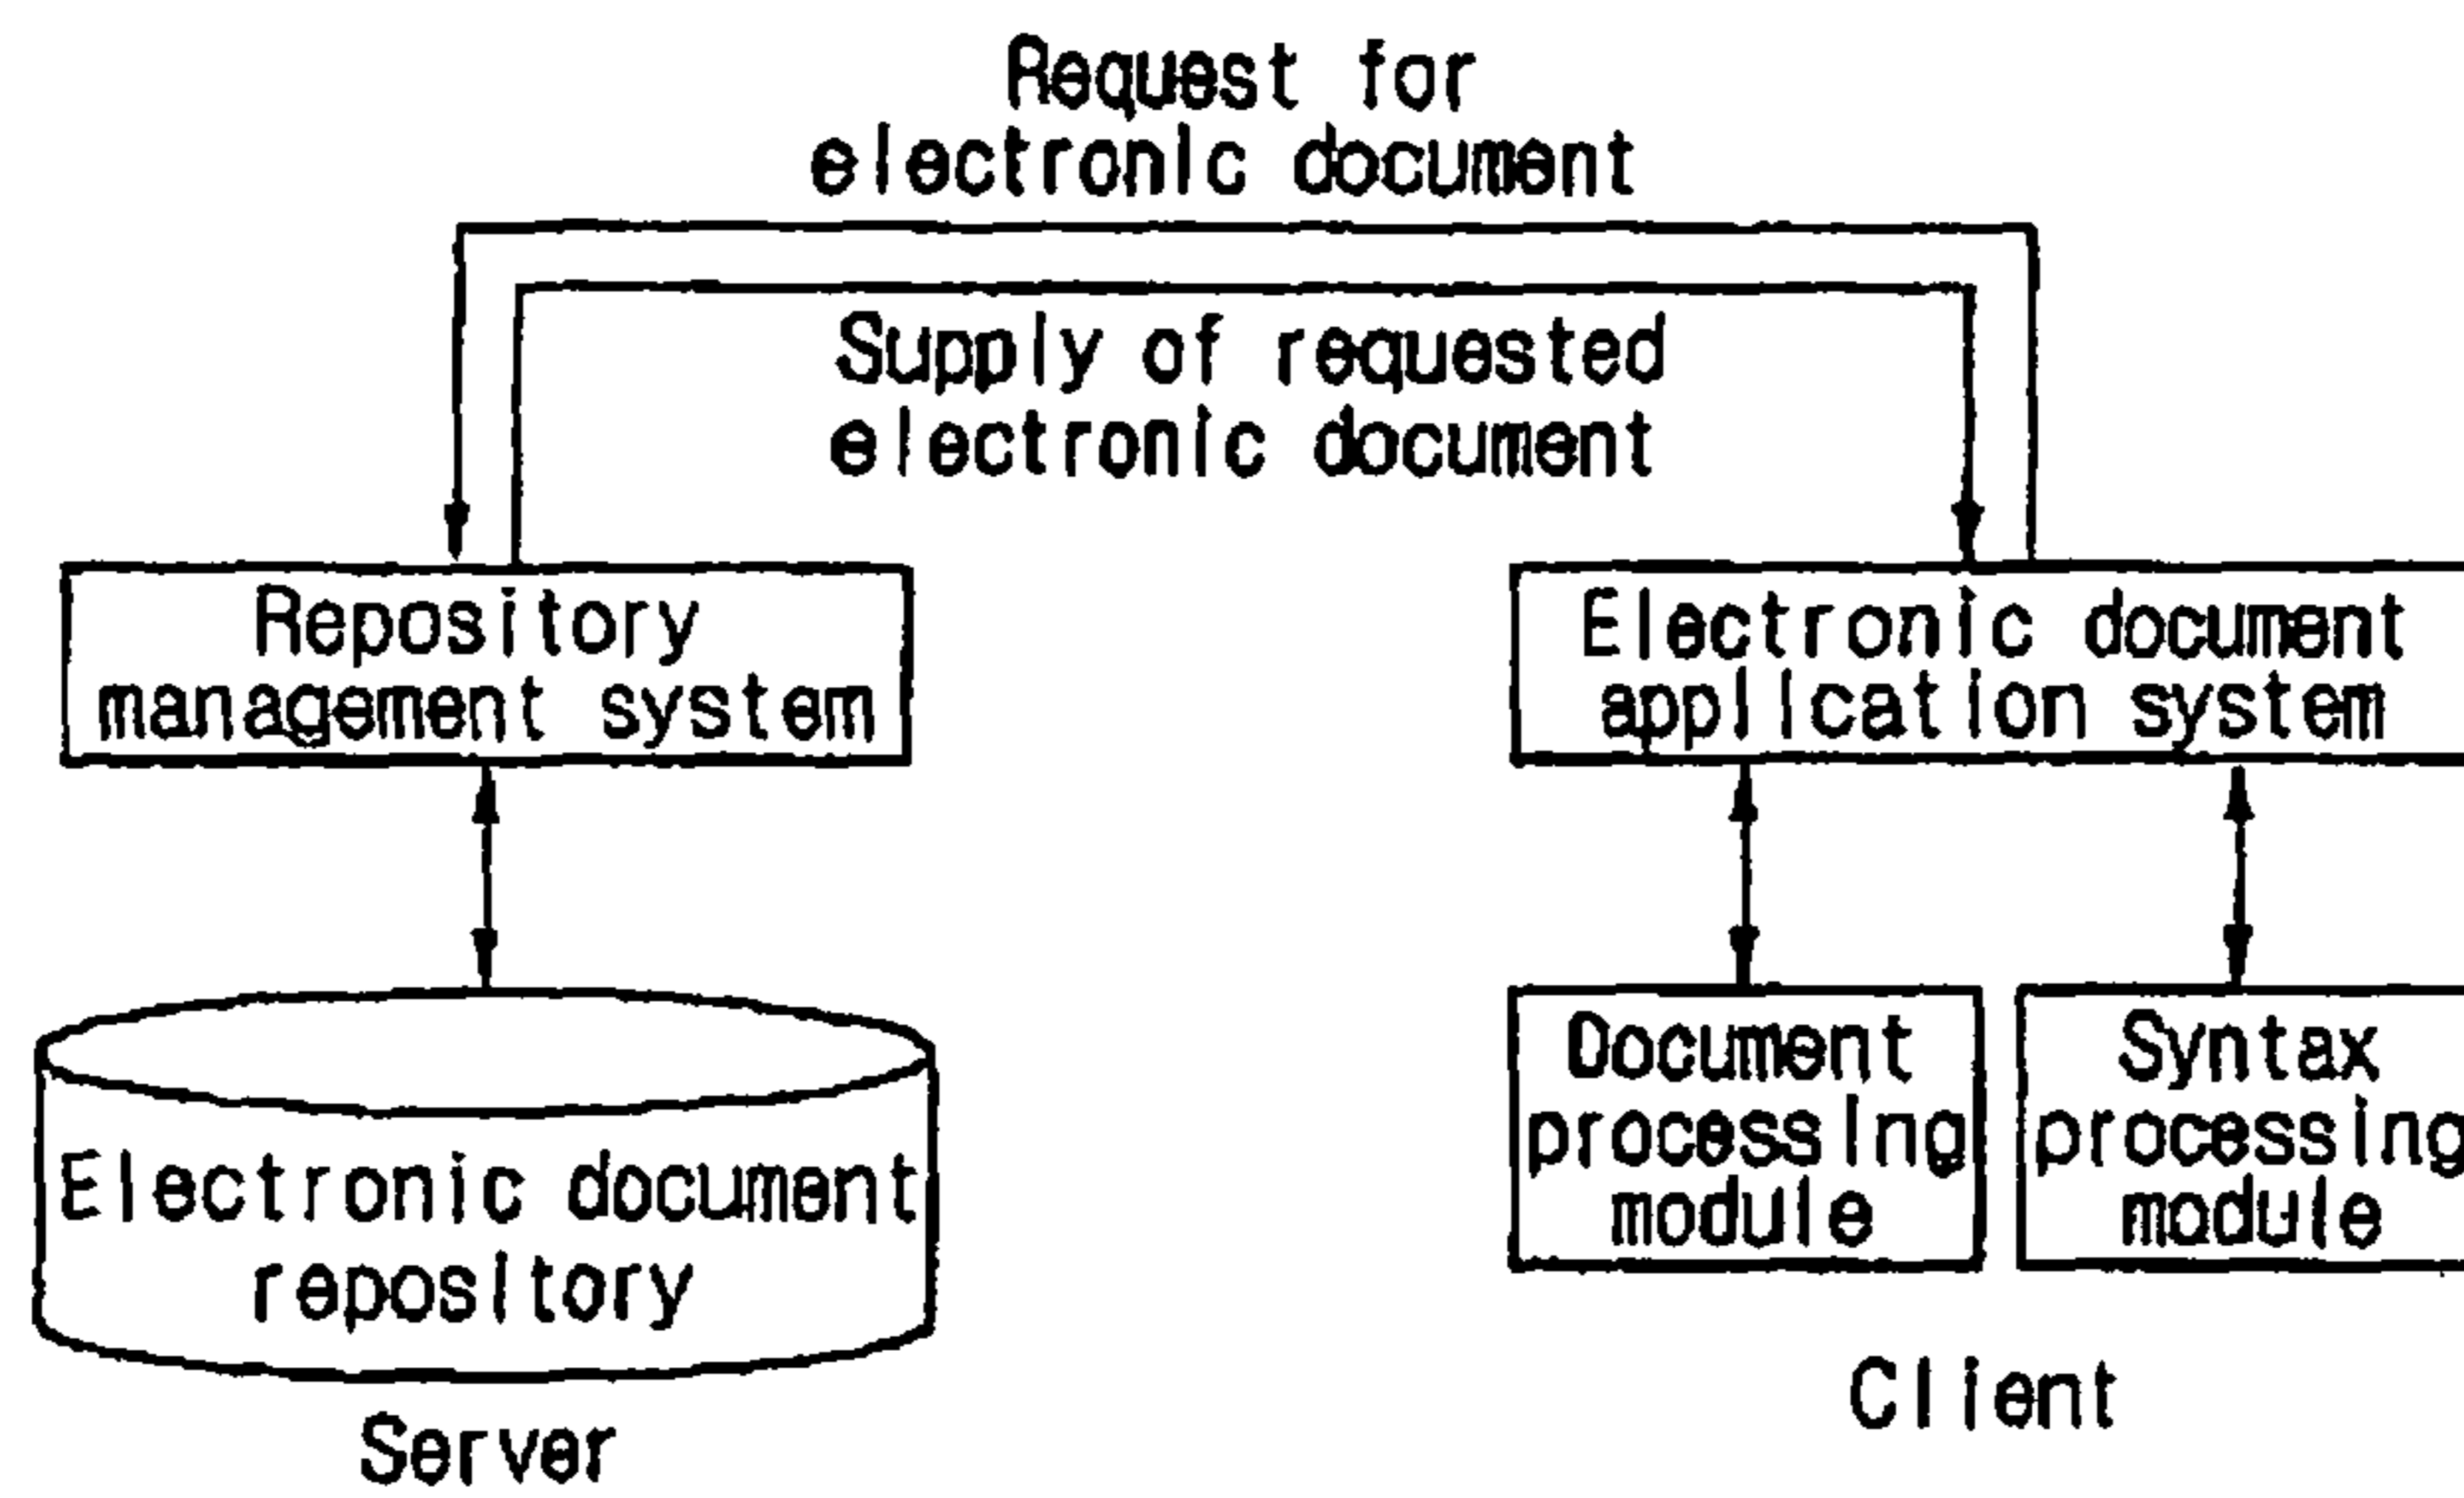 Request for
electronic document
Supply of requested
electronic document
Repository
management system
Electronic document
application system
Document
processing
module
Syntax
processing
module
Electronic document
repository
Client
Server